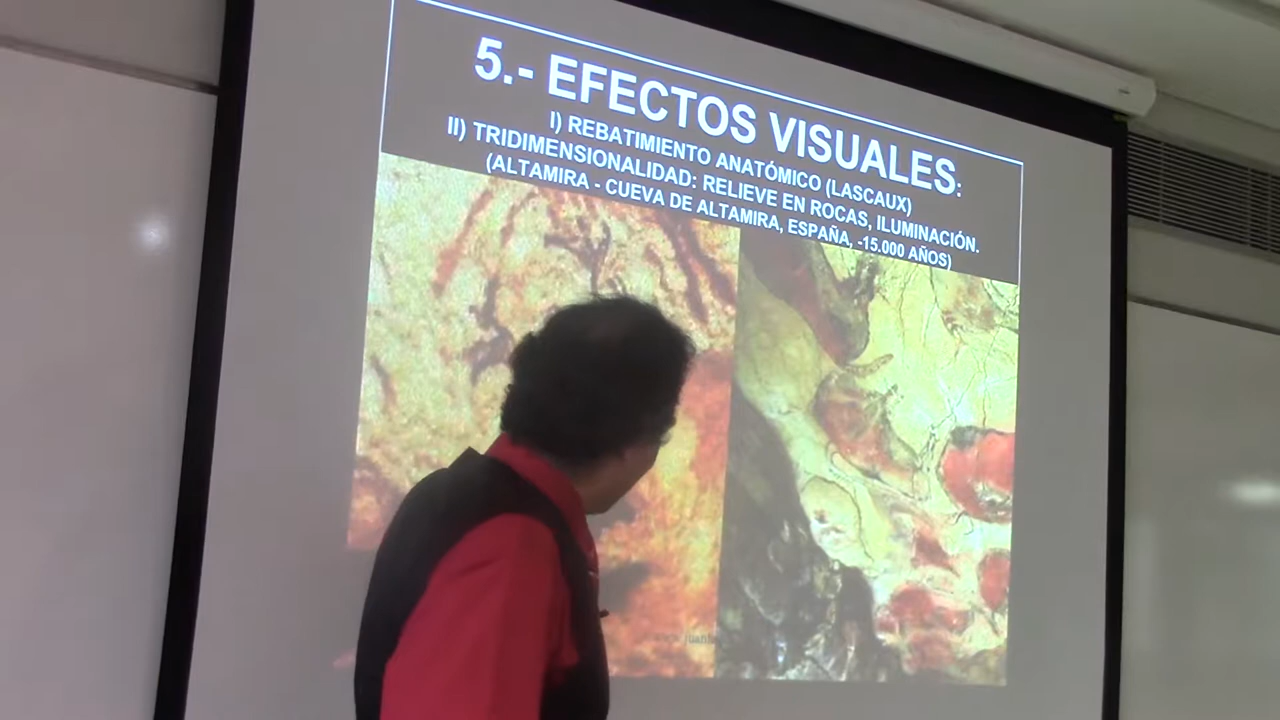 5.- EFECTOS VISUALES:
I) REBATIMIENTO ANATÓMICO (LASCAUX)
II) TRIDIMENSIONALIDAD: RELIEVE EN ROCAS, ILUMINACIÓN.
(ALTAMIRA - CUEVA DE ALTAMIRA, ESPAÑA, -15.000 AÑOS)